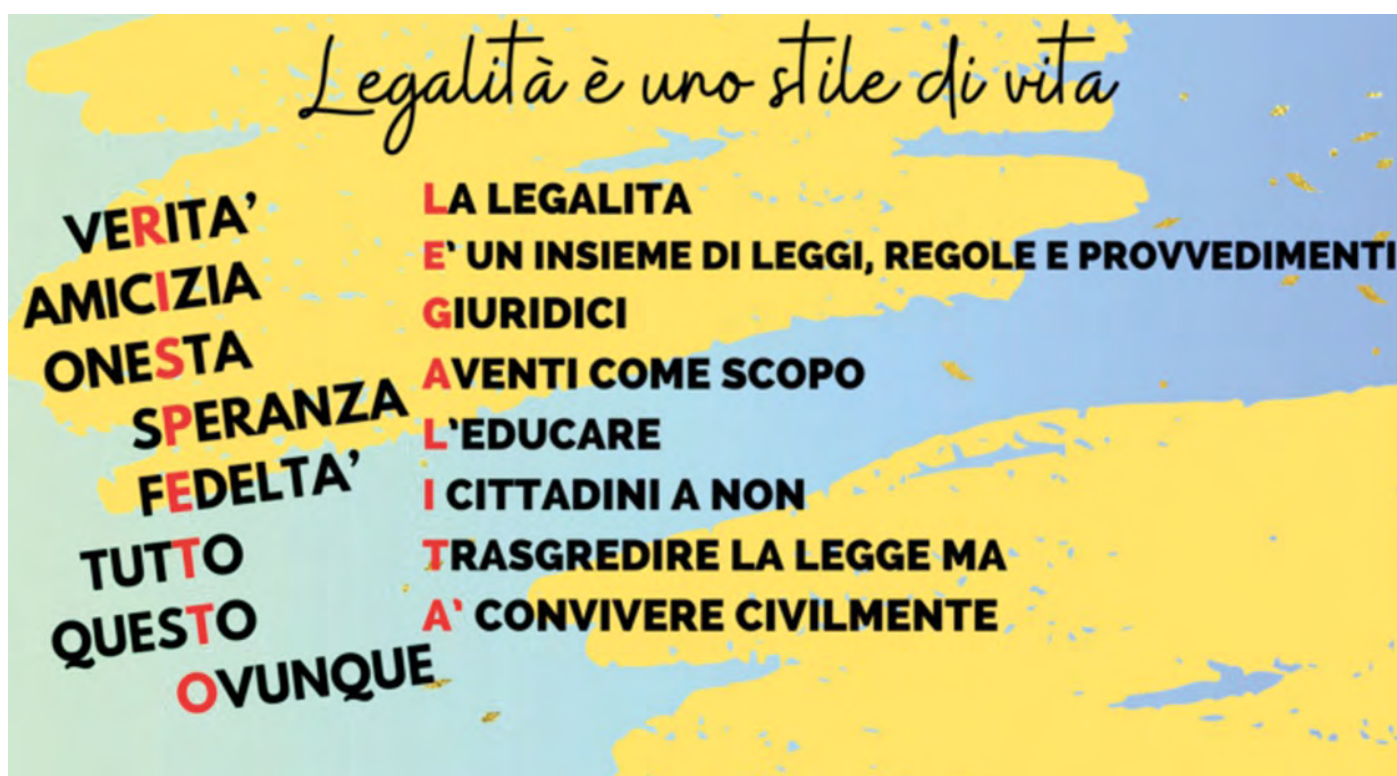 Legalità è uno stile di vita
VERITA'
AMICIZIA
ONESTA
SPERANZA
FEDELTA'
TUTTO
QUESTO
OVUNQUE
LA LEGALITA
E' UN INSIEME DI LEGGI, REGOLE E PROVVEDIMENTI
GIURIDICI
AVENTI COME SCOPO
L'EDUCARE
I CITTADINI A NON
TRASGREDIRE LA LEGGE MA
A' CONVIVERE CIVILMENTE